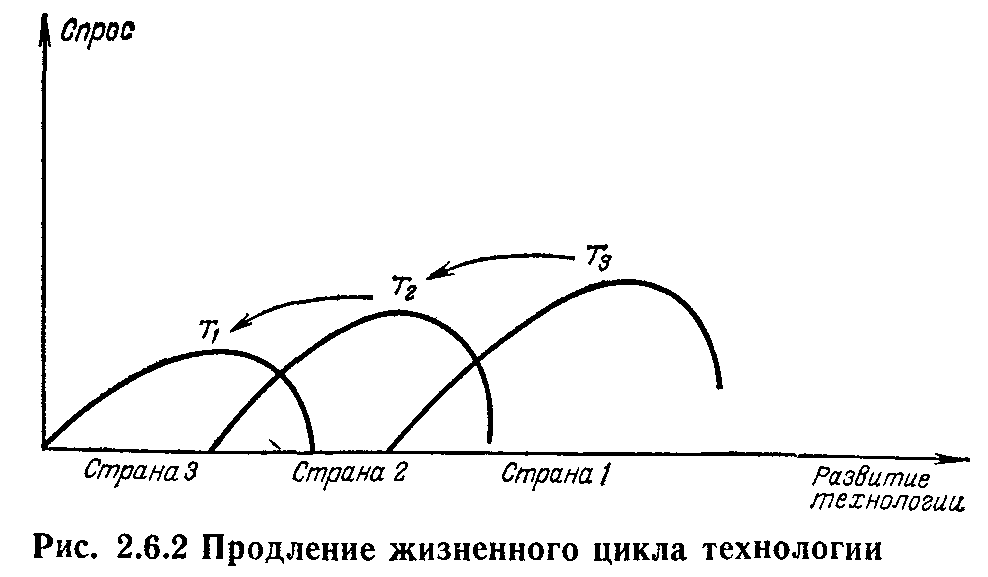 Спрос
T₃
T₂
T₁
Страна 3
Страна 2
Страна 1
Развитие
технологии
Рис. 2.6.2 Продление жизненного цикла технологии